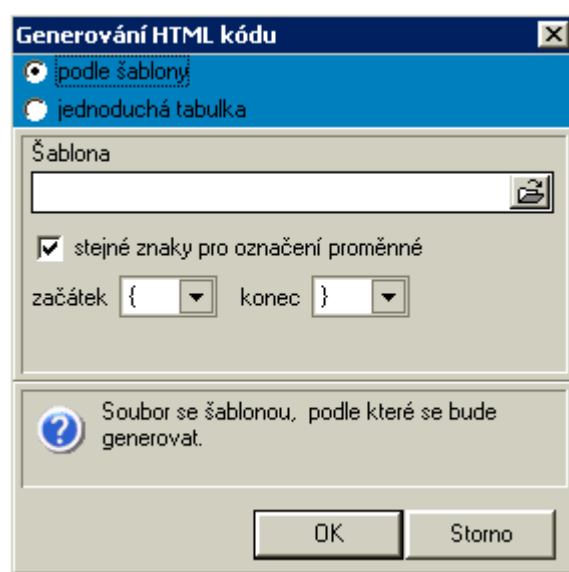 Generování HTML kódu
podle šablony
jednoduchá tabulka
Šablona
stejné znaky pro označení proměnné
začátek { konec }
Soubor se šablonou, podle které se bude
generovat.
OK Storno